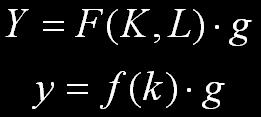 Y = F(K, L) · g
y = f(k) · g